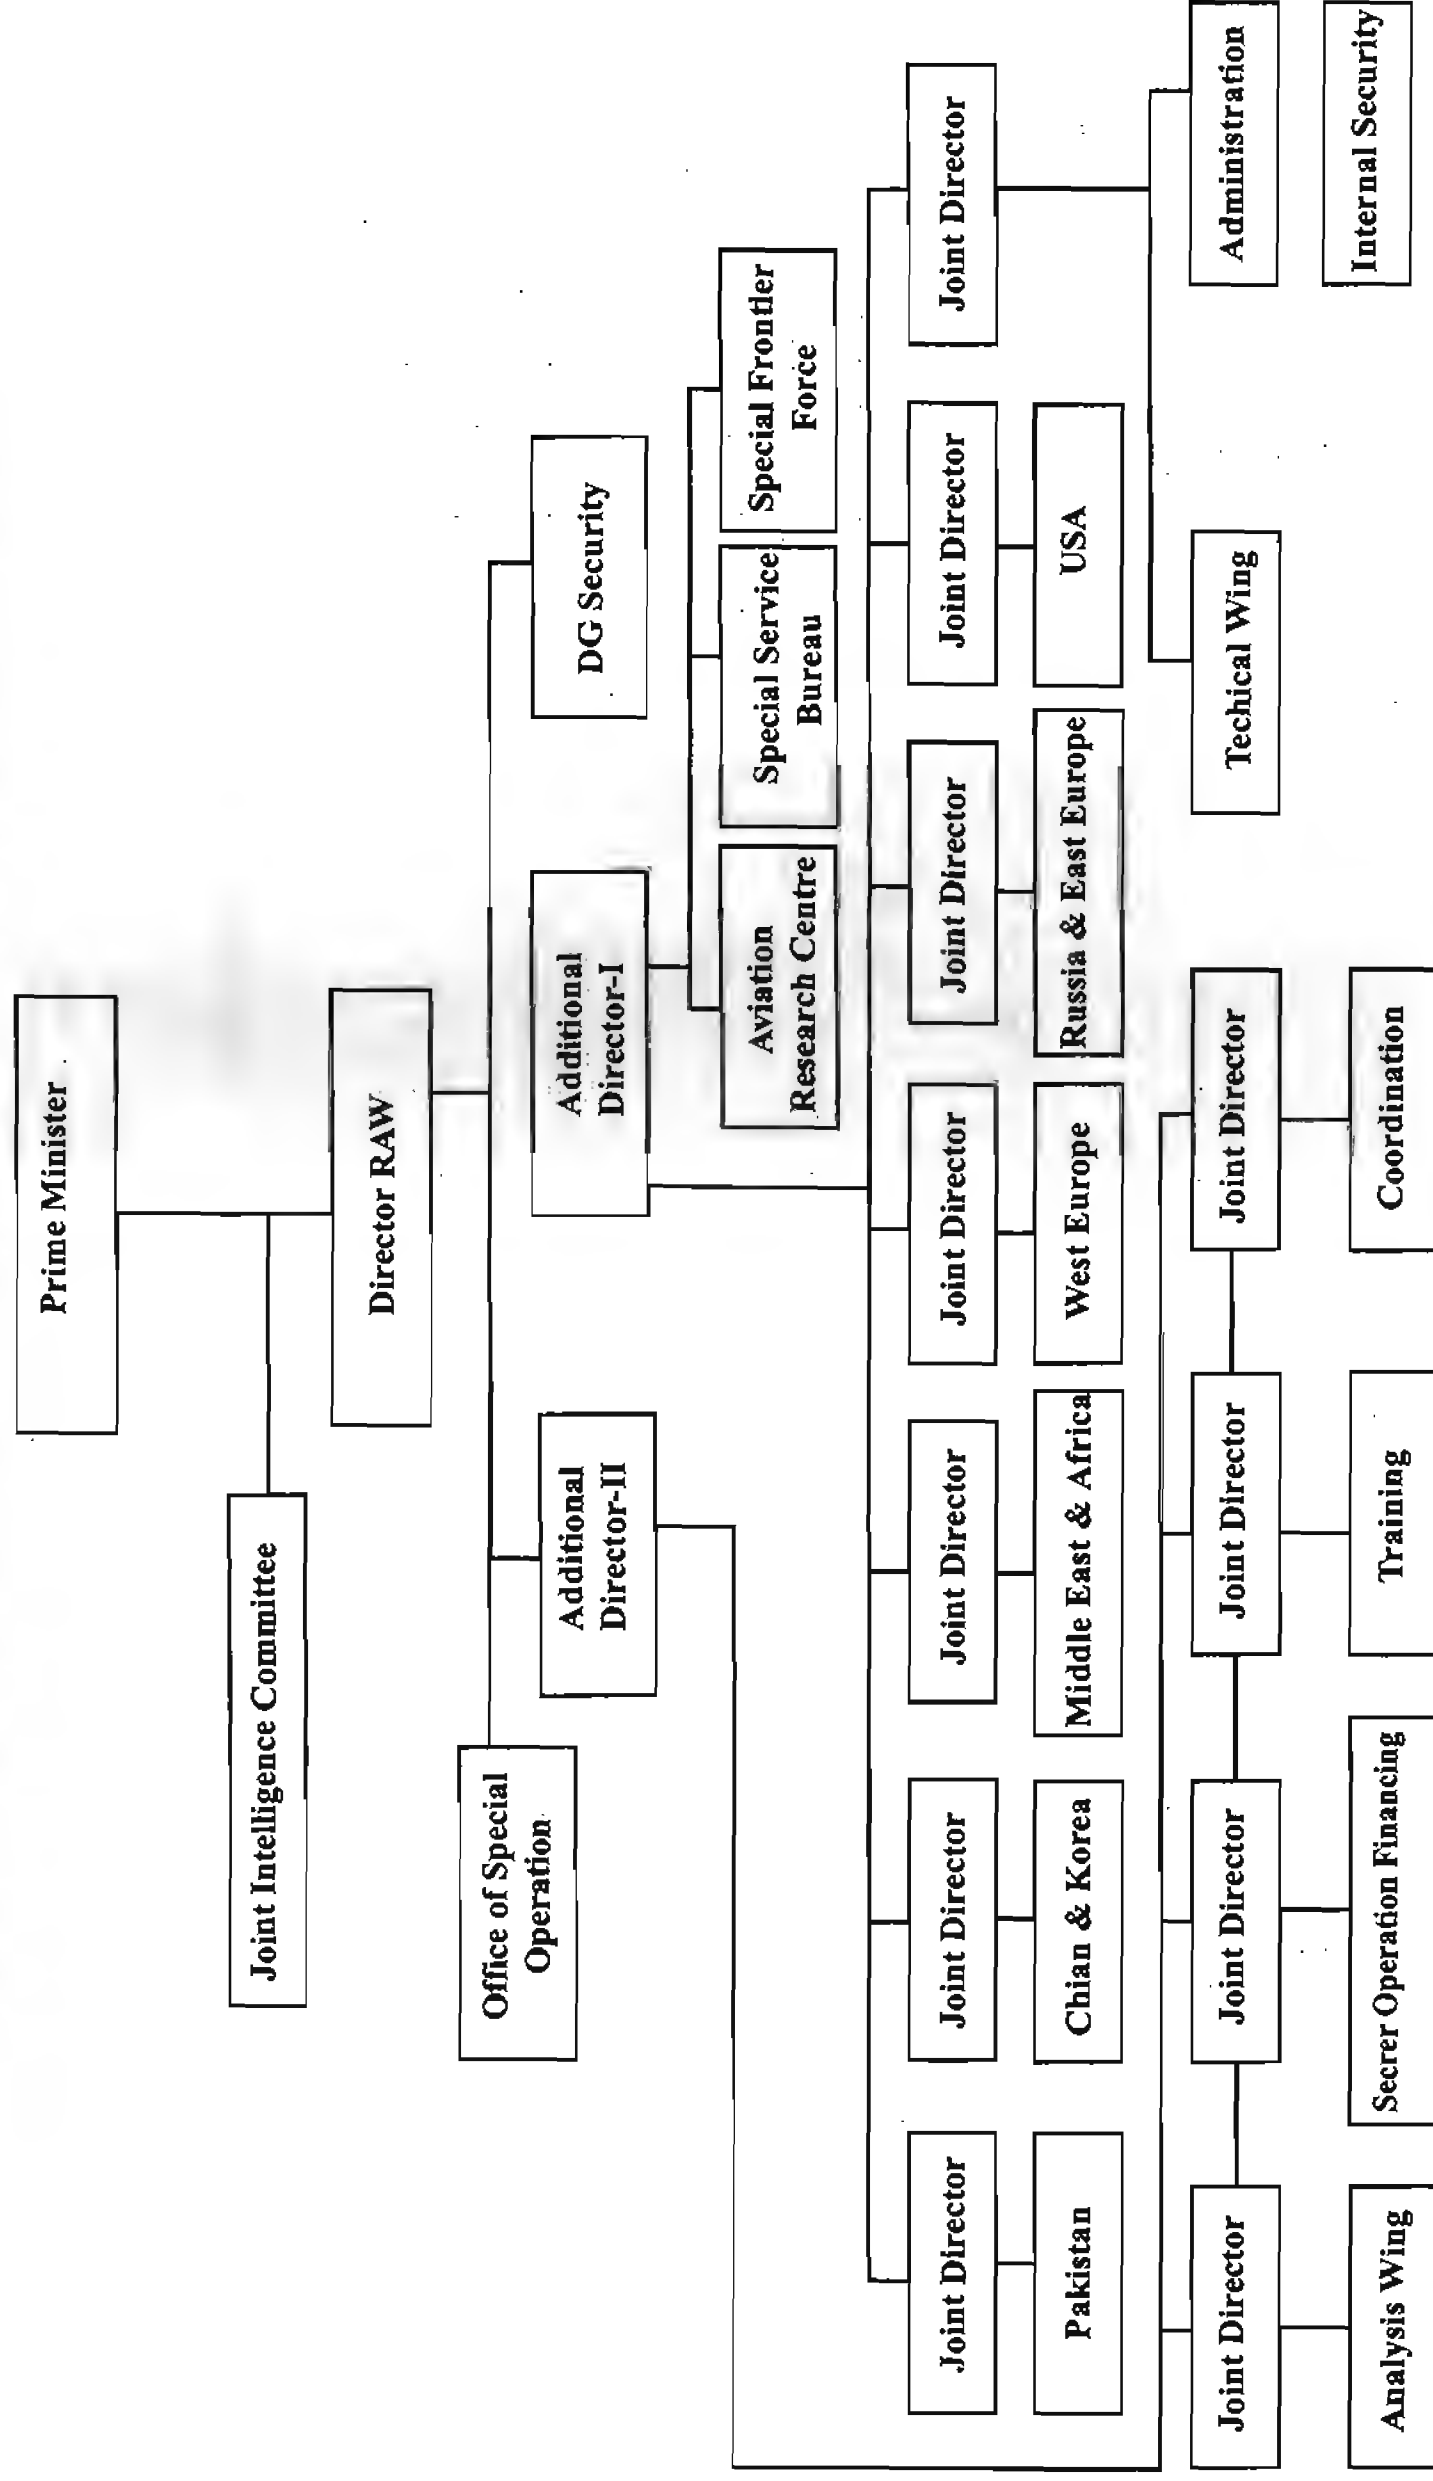 Prime Minister
Joint Intelligence Committee
Director RAW
Office of Special
Operation
Additional
Director-II
Additional
Director-I
DG Security
Aviation
Research Centre
Special Service
Bureau
Special Frontier
Force
Joint Director
Joint Director
Joint Director
Joint Director
Joint Director
Joint Director
Joint Director
Pakistan
Chian & Korea
Middle East & Africa
West Europe
Russia & East Europe
USA
Joint Director
Joint Director
Joint Director
Joint Director
Techical Wing
Administration
Analysis Wing
Secrer Operation Financing
Training
Coordination
Internal Security